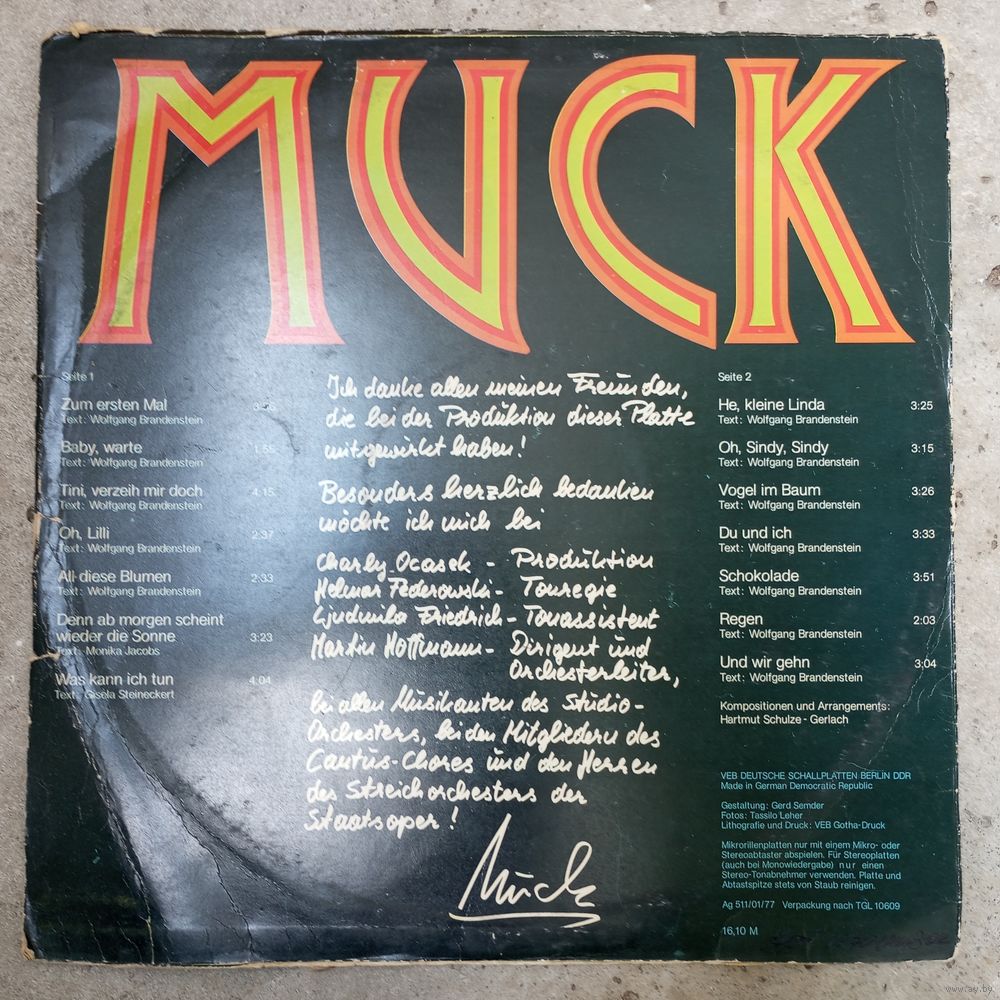 MUCK
Seite 1
Zum ersten Mal
Text: Wolfgang Brandenstein
Baby, warte
Text: Wolfgang Brandenstein
Tini, verzeih mir doch 4:15
Text: Wolfgang Brandenstein
Oh, Lilli 2:37
Text: Wolfgang Brandenstein
All diese Blumen 2:33
Text: Wolfgang Brandenstein
Denn ab morgen scheint
wieder die Sonne 3:23
Text: Monika Jacobs
Was kann ich tun 4:04
Text: Gisela Steineckert
Ich danke allen meinen Freunden,
die bei der Produktion dieser Platte
mitgewirkt haben!
Besonders herzlich bedanken
möchte ich mich bei
Charly Ocasek - Produktion
Helmar Federowski - Tonregie
Ljudmila Friedrich - Tonassistent
Martin Hoffmann - Dirigent und
Orchesterleiter,
bei allen Musikanten des Studio-
Orchesters, bei den Mitgliedern des
Cantus-Chores und den Herren
des Streichorchesters der
Staatsoper!
Muck
Seite 2
He, kleine Linda 3:25
Text: Wolfgang Brandenstein
Oh, Sindy, Sindy 3:15
Text: Wolfgang Brandenstein
Vogel im Baum 3:26
Text: Wolfgang Brandenstein
Du und ich 3:33
Text: Wolfgang Brandenstein
Schokolade 3:51
Text: Wolfgang Brandenstein
Regen 2:03
Text: Wolfgang Brandenstein
Und wir gehn 3:04
Text: Wolfgang Brandenstein
Kompositionen und Arrangements:
Hartmut Schulze - Gerlach
VEB DEUTSCHE SCHALLPLATTEN BERLIN DDR
Made in German Democratic Republic
Gestaltung: Gerd Semder
Fotos: Tassilo Leher
Lithografie und Druck: VEB Gotha-Druck
Mikrorillenplatten nur mit einem Mikro- oder
Stereoabtaster abspielen. Für Stereoplatten
(auch bei Monowiedergabe) nur einen
Stereo-Tonabnehmer verwenden. Platte und
Abtastspitze stets von Staub reinigen.
Ag 511/01/77 Verpackung nach TGL 10609
16,10 M
www.ay.by